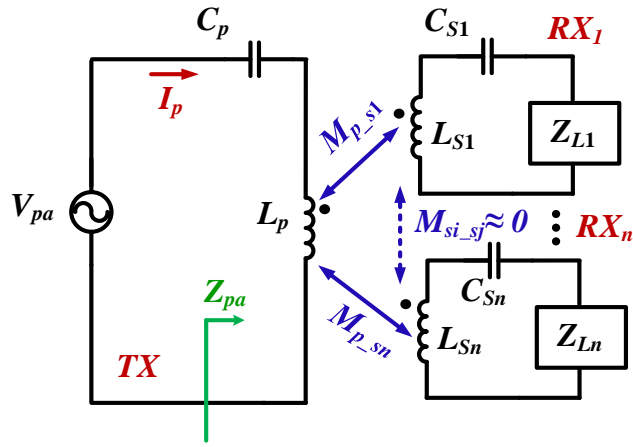 C_p
I_p
V_pa
L_p
Z_pa
TX
M_p_s1
M_p_sn
M_si_sj ≈ 0
C_S1
RX_1
L_S1
Z_L1
RX_n
C_Sn
L_Sn
Z_Ln